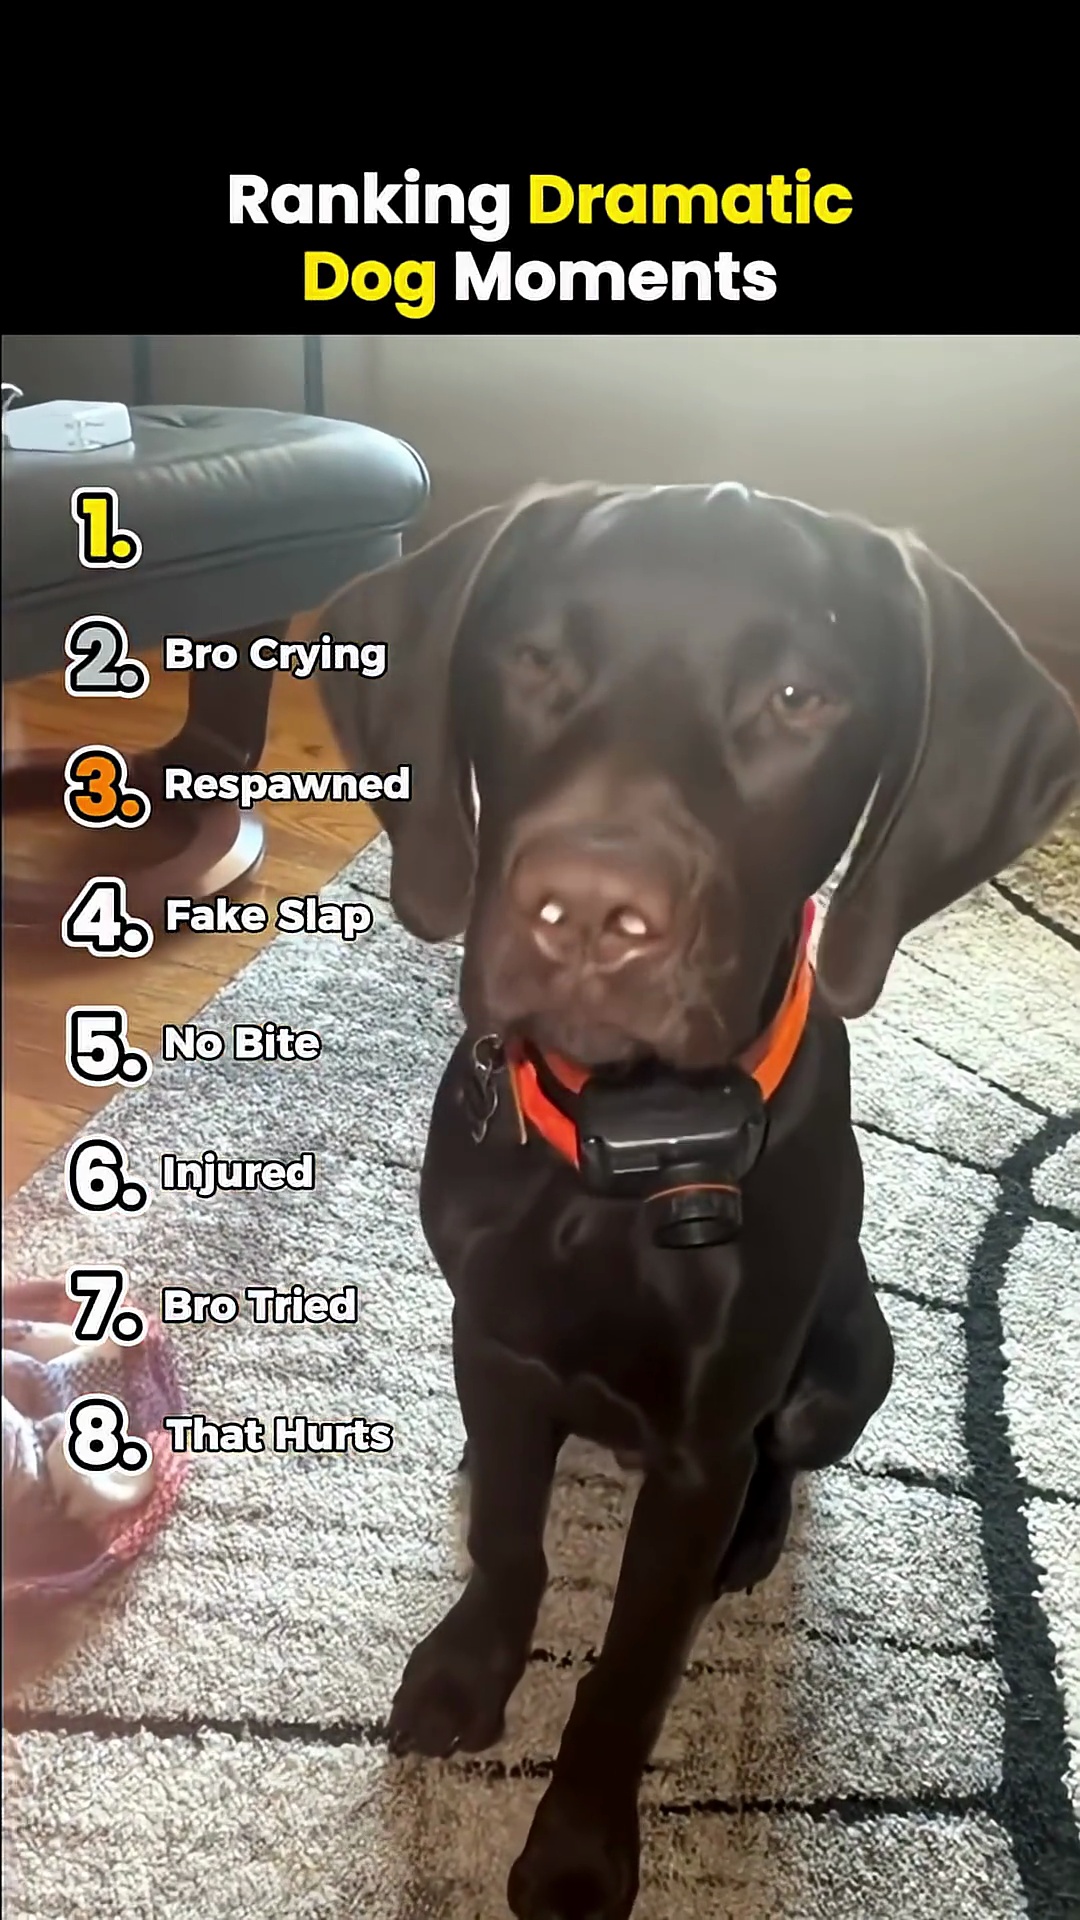 Ranking Dramatic
Dog Moments
1.
2. Bro Crying
3. Respawned
4. Fake Slap
5. No Bite
6. Injured
7. Bro Tried
8. That Hurts